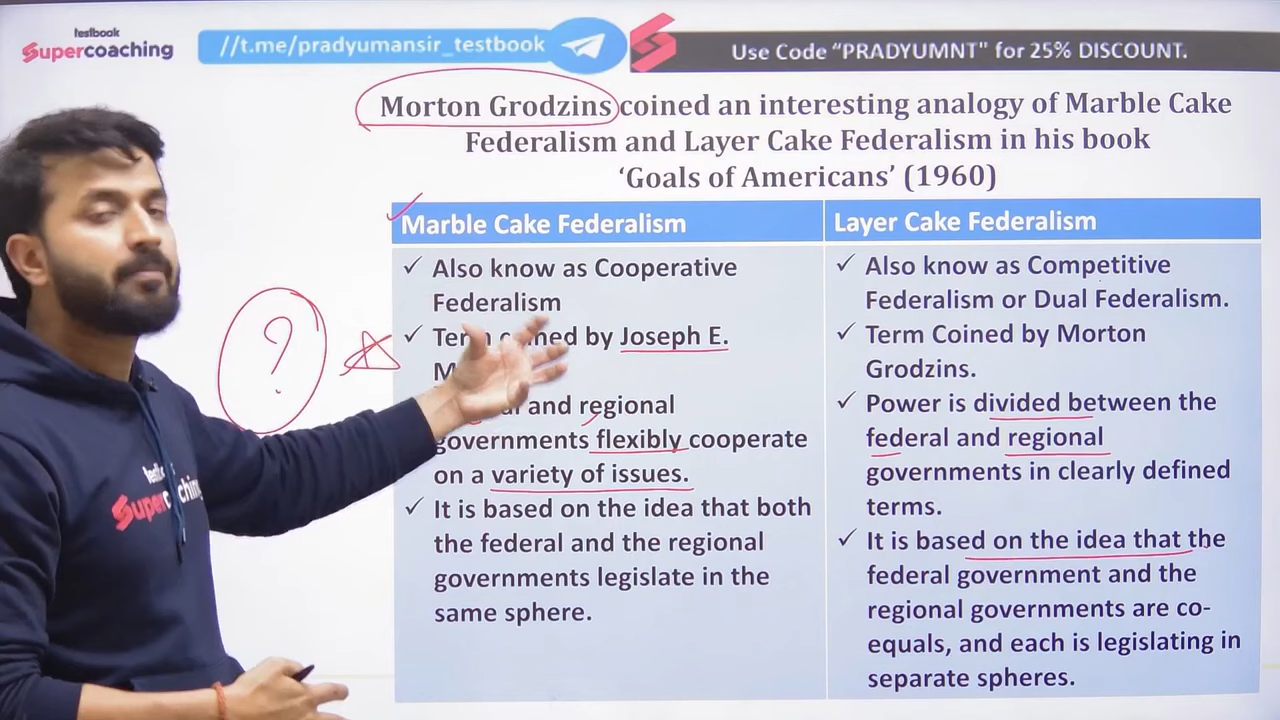 testbook
Supercoaching
//t.me/pradyumansir_testbook
Use Code “PRADYUMNT" for 25% DISCOUNT.
Morton Grodzins coined an interesting analogy of Marble Cake
Federalism and Layer Cake Federalism in his book
‘Goals of Americans’ (1960)
Marble Cake Federalism
✓ Also know as Cooperative
Federalism
✓ Term coined by Joseph E.
and regional
governments flexibly cooperate
on a variety of issues.
✓ It is based on the idea that both
the federal and the regional
governments legislate in the
same sphere.
Layer Cake Federalism
✓ Also know as Competitive
Federalism or Dual Federalism.
✓ Term Coined by Morton
Grodzins.
✓ Power is divided between the
federal and regional
governments in clearly defined
terms.
✓ It is based on the idea that the
federal government and the
regional governments are co-
equals, and each is legislating in
separate spheres.
?